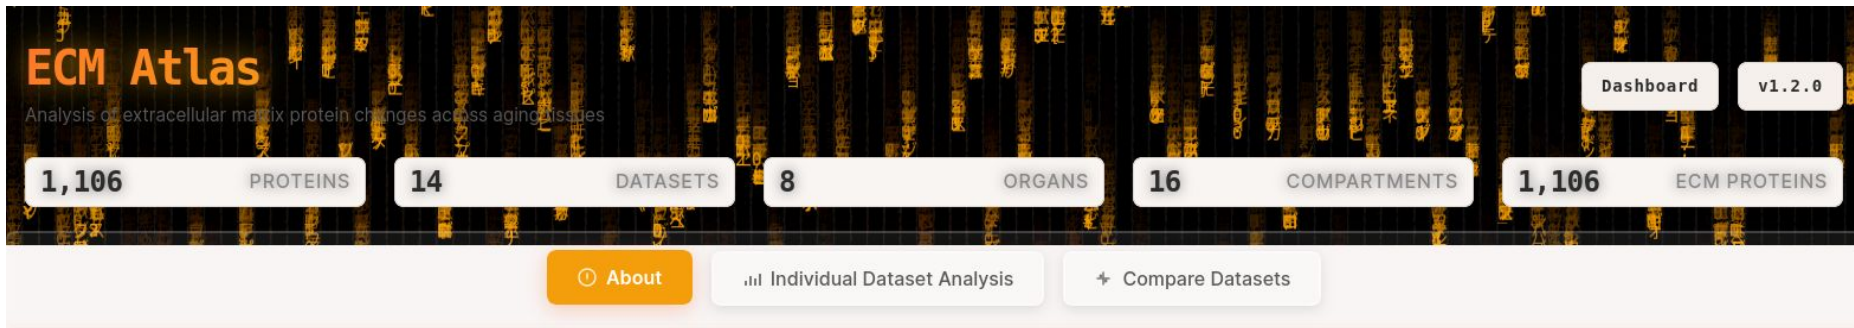 ECM Atlas
Analysis of extracellular matrix protein changes across aging tissues
Dashboard
v1.2.0
1,106 PROTEINS
14 DATASETS
8 ORGANS
16 COMPARTMENTS
1,106 ECM PROTEINS
About
Individual Dataset Analysis
Compare Datasets